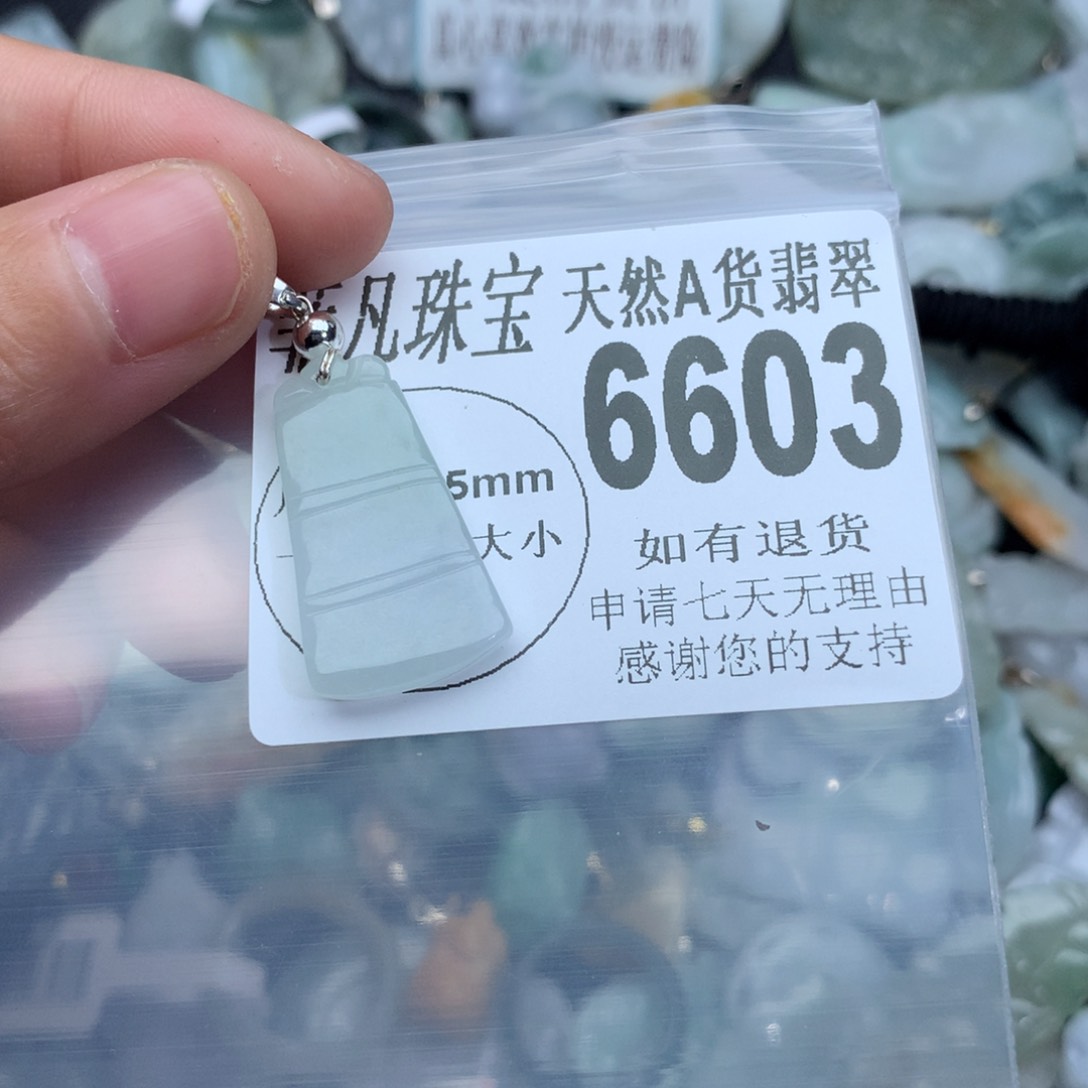 凡珠宝 天然A货翡翠
6603
5mm
大小
如有退货
申请七天无理由
感谢您的支持